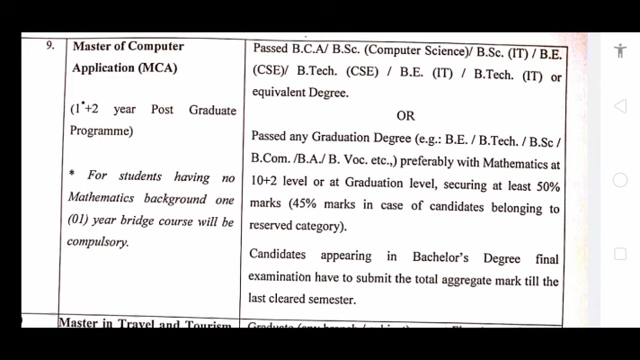 9.
Master of Computer
Application (MCA)
(1*+2 year Post Graduate
Programme)
* For students having no
Mathematics background one
(01) year bridge course will be
compulsory.
Passed B.C.A/ B.Sc. (Computer Science)/ B.Sc. (IT) / B.E.
(CSE)/ B.Tech. (CSE) / B.E. (IT) / B.Tech. (IT) or
equivalent Degree.
OR
Passed any Graduation Degree (e.g.: B.E. / B.Tech. / B.Sc /
B.Com. /B.A./ B. Voc. etc.,) preferably with Mathematics at
10+2 level or at Graduation level, securing at least 50%
marks (45% marks in case of candidates belonging to
reserved category).
Candidates appearing in Bachelor's Degree final
examination have to submit the total aggregate mark till the
last cleared semester.
Master in Travel and Tourism
Graduate